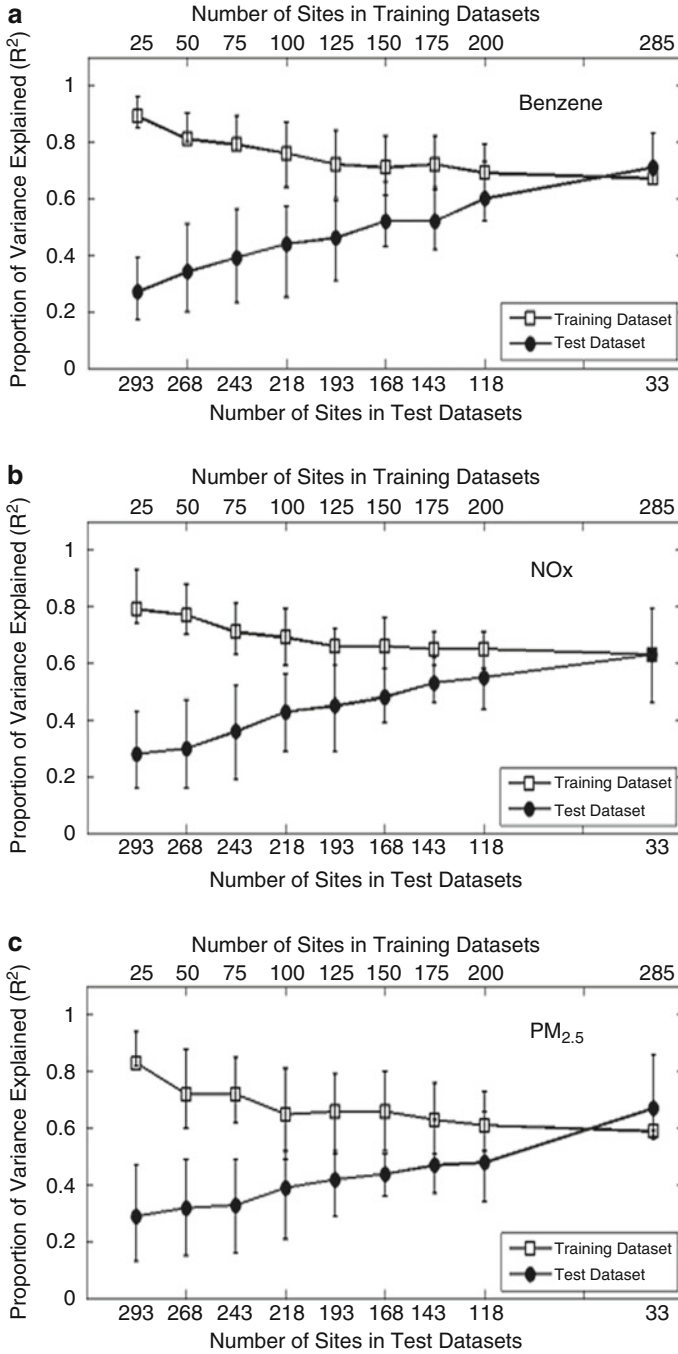 a
Number of Sites in Training Datasets
25 50 75 100 125 150 175 200 285
Proportion of Variance Explained (R²)
1
0.8
0.6
0.4
0.2
0
Benzene
Training Dataset
Test Dataset
293 268 243 218 193 168 143 118 33
Number of Sites in Test Datasets
b
Number of Sites in Training Datasets
25 50 75 100 125 150 175 200 285
Proportion of Variance Explained (R²)
1
0.8
0.6
0.4
0.2
0
NOx
Training Dataset
Test Dataset
293 268 243 218 193 168 143 118 33
Number of Sites in Test Datasets
c
Number of Sites in Training Datasets
25 50 75 100 125 150 175 200 285
Proportion of Variance Explained (R²)
1
0.8
0.6
0.4
0.2
0
PM₂.₅
Training Dataset
Test Dataset
293 268 243 218 193 168 143 118 33
Number of Sites in Test Datasets